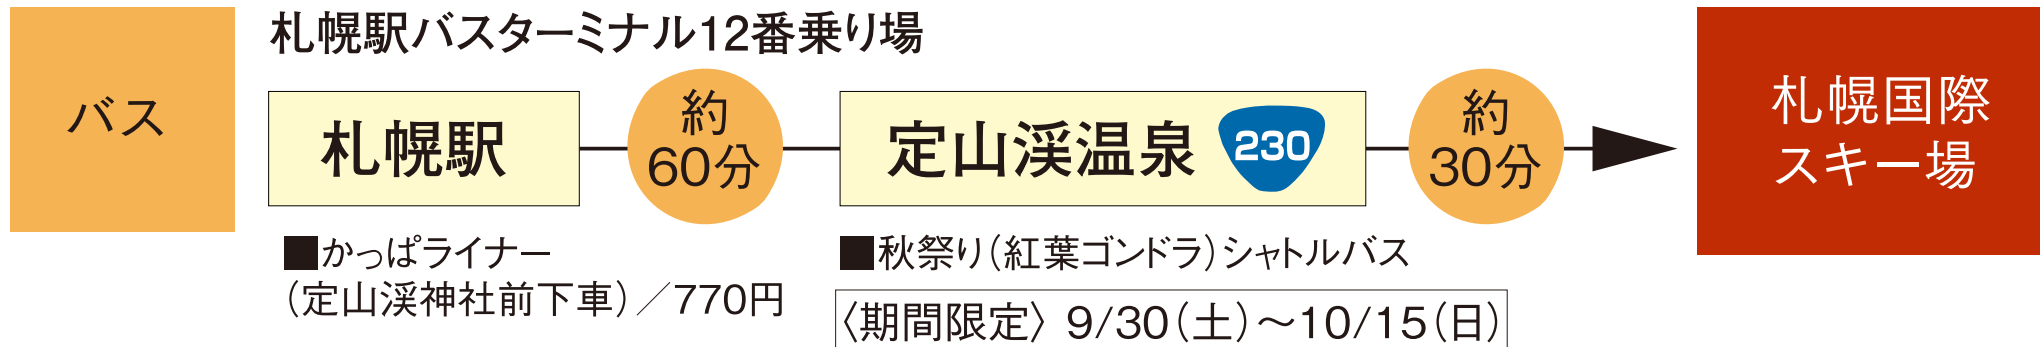 バス
札幌駅バスターミナル12番乗り場
札幌駅
約
60分
定山渓温泉 230
約
30分
札幌国際
スキー場
■かっぱライナー
（定山渓神社前下車）／770円
■秋祭り（紅葉ゴンドラ）シャトルバス
〈期間限定〉 9/30（土）～10/15（日）